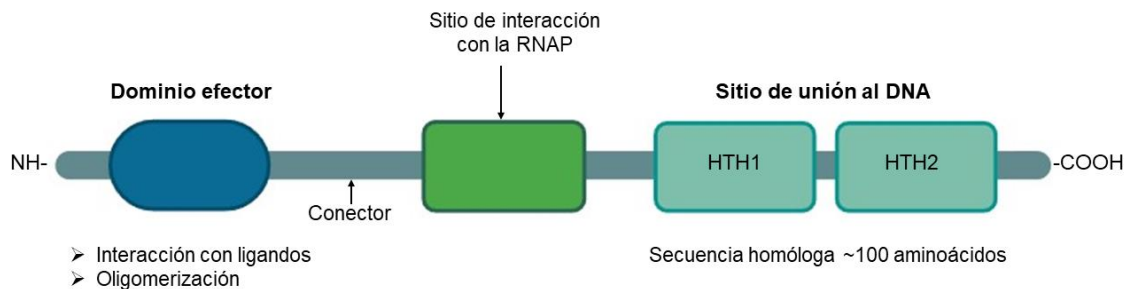 Sitio de interacción
con la RNAP
Dominio efector
Sitio de unión al DNA
NH-
HTH1
HTH2
-COOH
Conector
➢ Interacción con ligandos
➢ Oligomerización
Secuencia homóloga ~100 aminoácidos